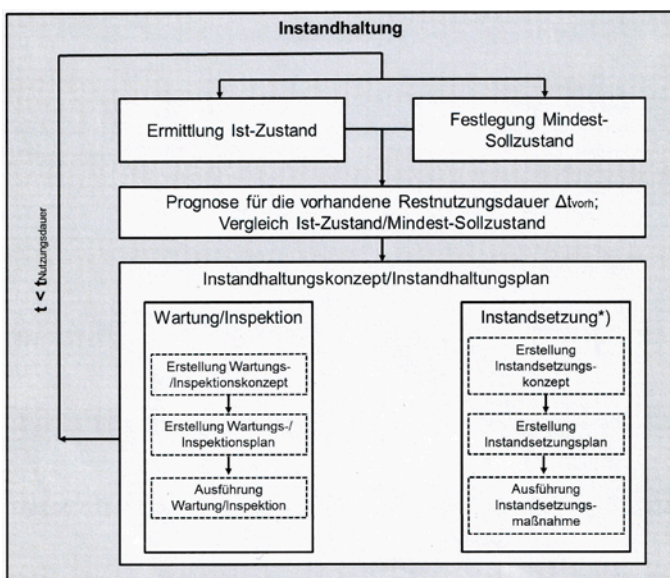 Instandhaltung
Ermittlung Ist-Zustand
Festlegung Mindest-
Sollzustand
Prognose für die vorhandene Restnutzungsdauer Δtvorh;
Vergleich Ist-Zustand/Mindest-Sollzustand
t < tNutzungsdauer
Instandhaltungskonzept/Instandhaltungsplan
Wartung/Inspektion
Erstellung Wartungs-
/Inspektionskonzept
Erstellung Wartungs-/
Inspektionsplan
Ausführung
Wartung/Inspektion
Instandsetzung*)
Erstellung
Instandsetzungs-
konzept
Erstellung
Instandsetzungsplan
Ausführung
Instandsetzungs-
maßnahme